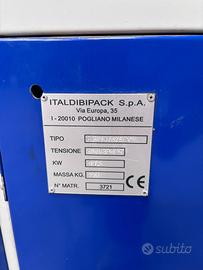 ITALDIBIPACK S.p.A.
Via Europa, 35
I - 20010 POGLIANO MILANESE
TIPO
TENSIONE
KW
MASSA KG.
N° MATR. 3721
CE
subito